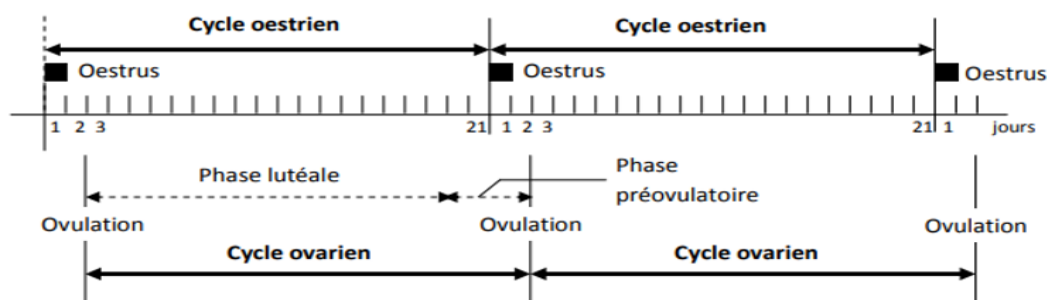 Cycle oestrien Cycle oestrien
Oestrus Oestrus Oestrus
1 2 3 21 1 2 3 21 1 jours
Phase lutéale Phase
préovulatoire
Ovulation Ovulation Ovulation
Cycle ovarien Cycle ovarien